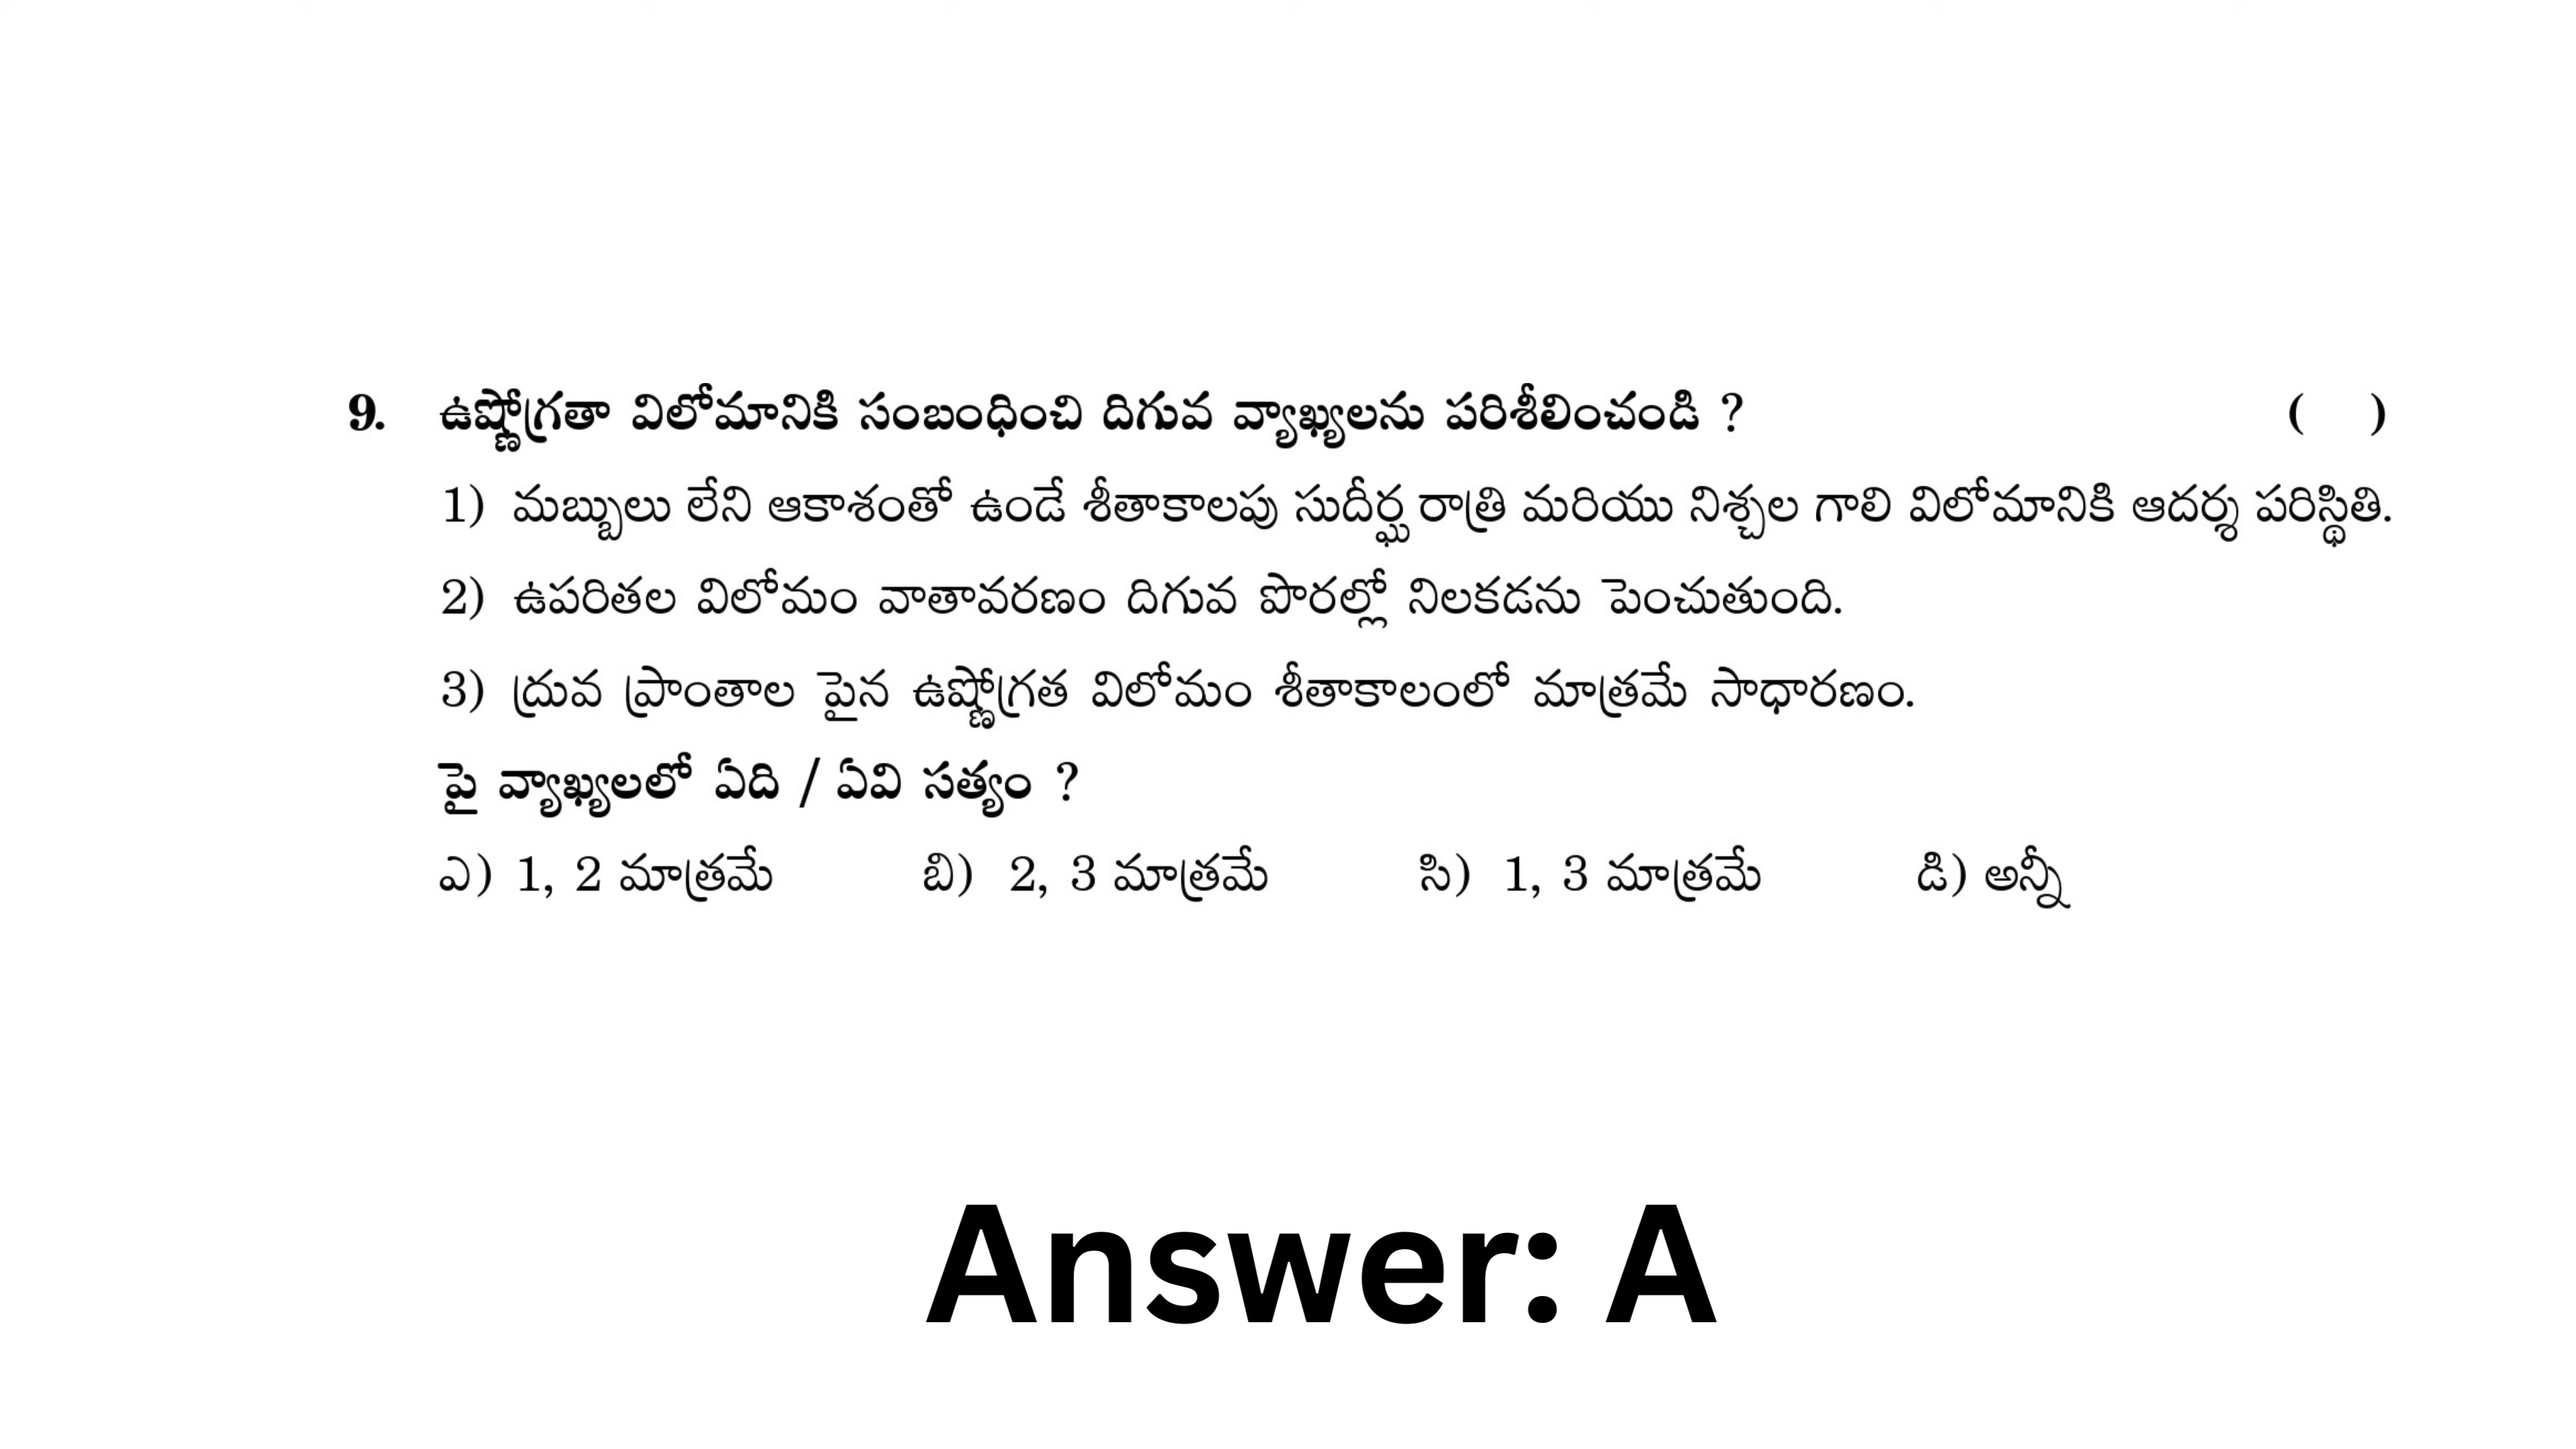 9. ఉష్ణోగ్రతా విలోమానికి సంబంధించి దిగువ వ్యాఖ్యలను పరిశీలించండి ? ( )
1) మబ్బులు లేని ఆకాశంతో ఉండే శీతాకాలపు సుదీర్ఘ రాత్రి మరియు నిశ్చల గాలి విలోమానికి ఆదర్శ పరిస్థితి.
2) ఉపరితల విలోమం వాతావరణం దిగువ పొరల్లో నిలకడను పెంచుతుంది.
3) ద్రువ ప్రాంతాల పైన ఉష్ణోగ్రత విలోమం శీతాకాలంలో మాత్రమే సాధారణం.
పై వ్యాఖ్యలలో ఏది / ఏవి సత్యం ?
ఎ) 1, 2 మాత్రమే బి) 2, 3 మాత్రమే సి) 1, 3 మాత్రమే డి) అన్నీ
Answer: A